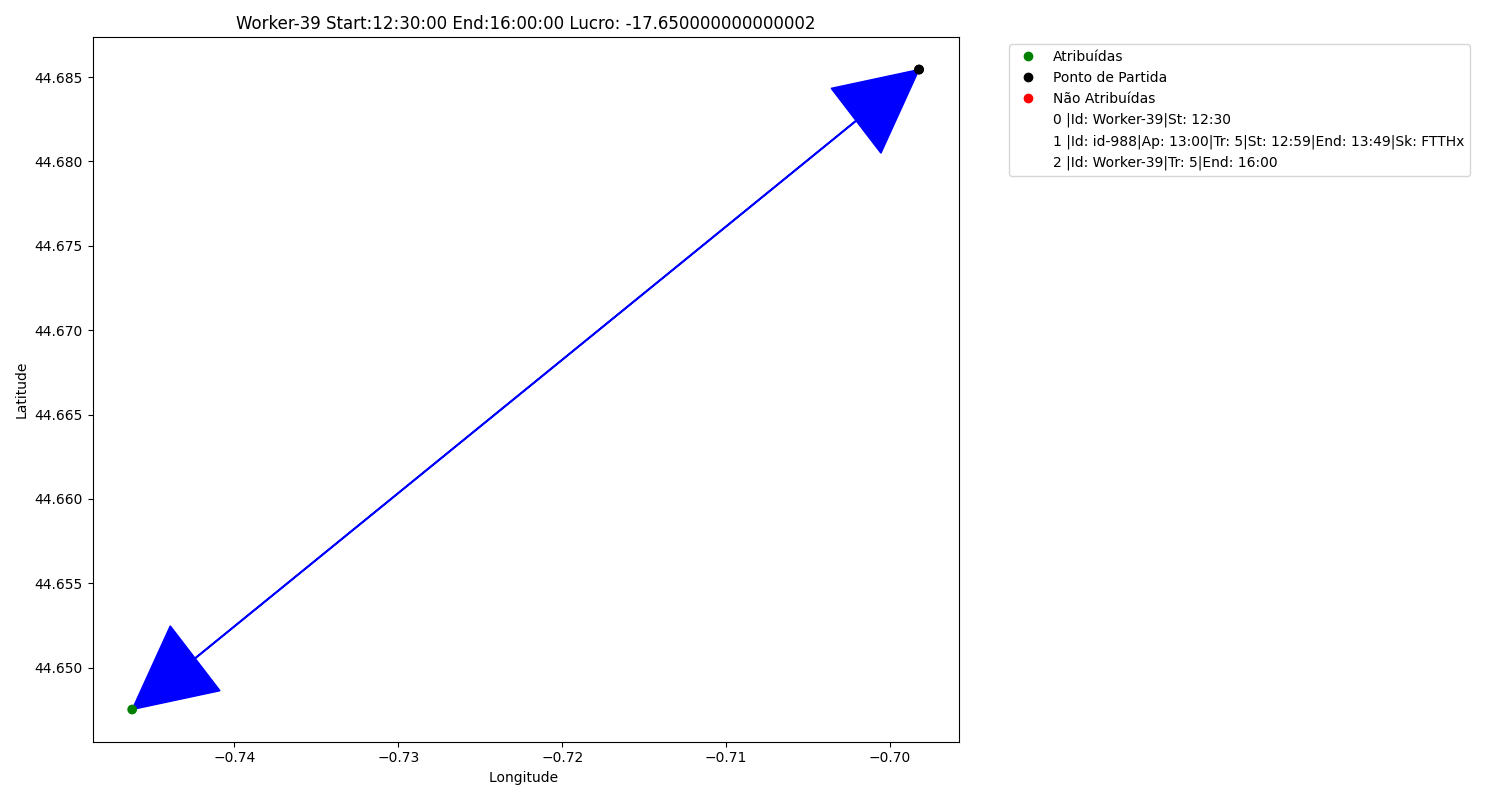 Worker-39 Start:12:30:00 End:16:00:00 Lucro: -17.650000000000002
44.685
44.680
44.675
44.670
44.665
44.660
44.655
44.650
Latitude
−0.74
−0.73
−0.72
−0.71
−0.70
Longitude
Atribuídas
Ponto de Partida
Não Atribuídas
0 |Id: Worker-39|St: 12:30
1 |Id: id-988|Ap: 13:00|Tr: 5|St: 12:59|End: 13:49|Sk: FTTHx
2 |Id: Worker-39|Tr: 5|End: 16:00